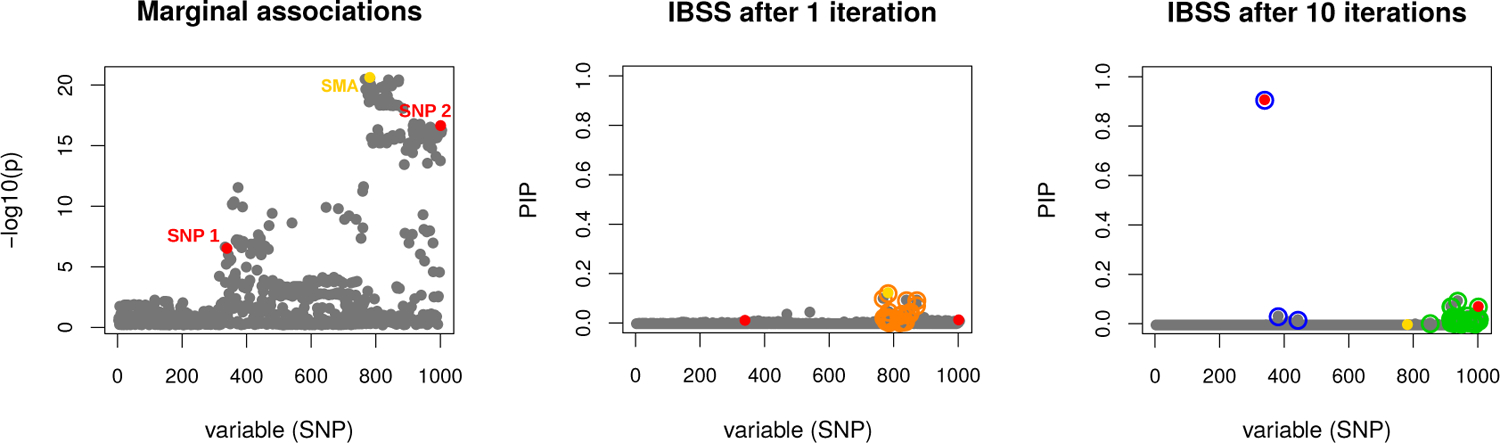 Marginal associations
−log10(p)
20
15
10
5
0
SMA
SNP 2
SNP 1
0 200 400 600 800 1000
variable (SNP)
IBSS after 1 iteration
PIP
1.0
0.8
0.6
0.4
0.2
0.0
0 200 400 600 800 1000
variable (SNP)
IBSS after 10 iterations
PIP
1.0
0.8
0.6
0.4
0.2
0.0
0 200 400 600 800 1000
variable (SNP)